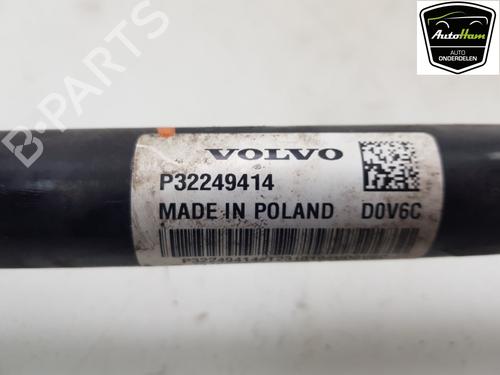 AutoHam
AUTO
ONDERDELEN
B-PARTS
VOLVO
P32249414
MADE IN POLAND D0V6C